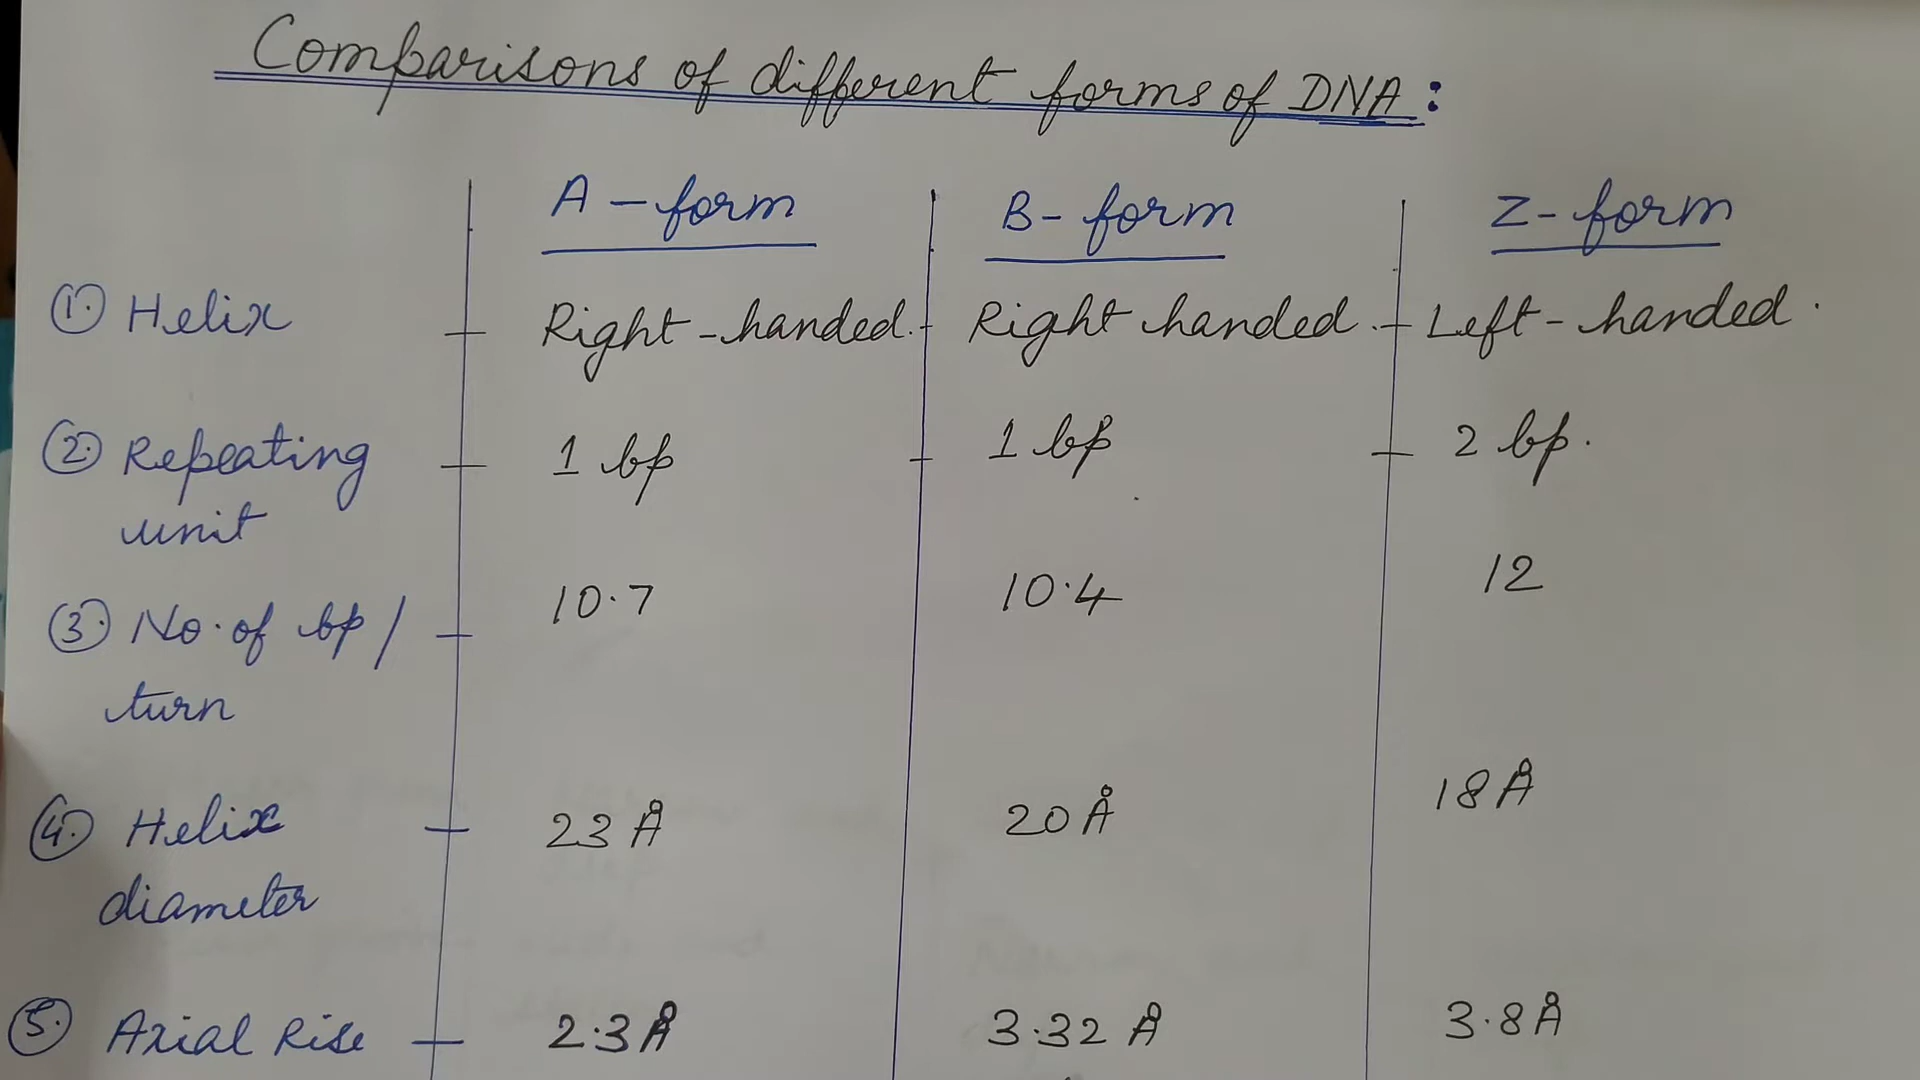 Comparisons of different forms of DNA:
A-form B-form Z-form
1. Helix Right-handed. Right handed. Left-handed.
2. Repeating 1 bp 1 bp 2 bp.
unit
3. No. of bp/ 10.7 10.4 12
turn
4. Helix 23 Å 20 Å 18 Å
diameter
5. Axial Rise 2.3 Å 3.32 Å 3.8 Å